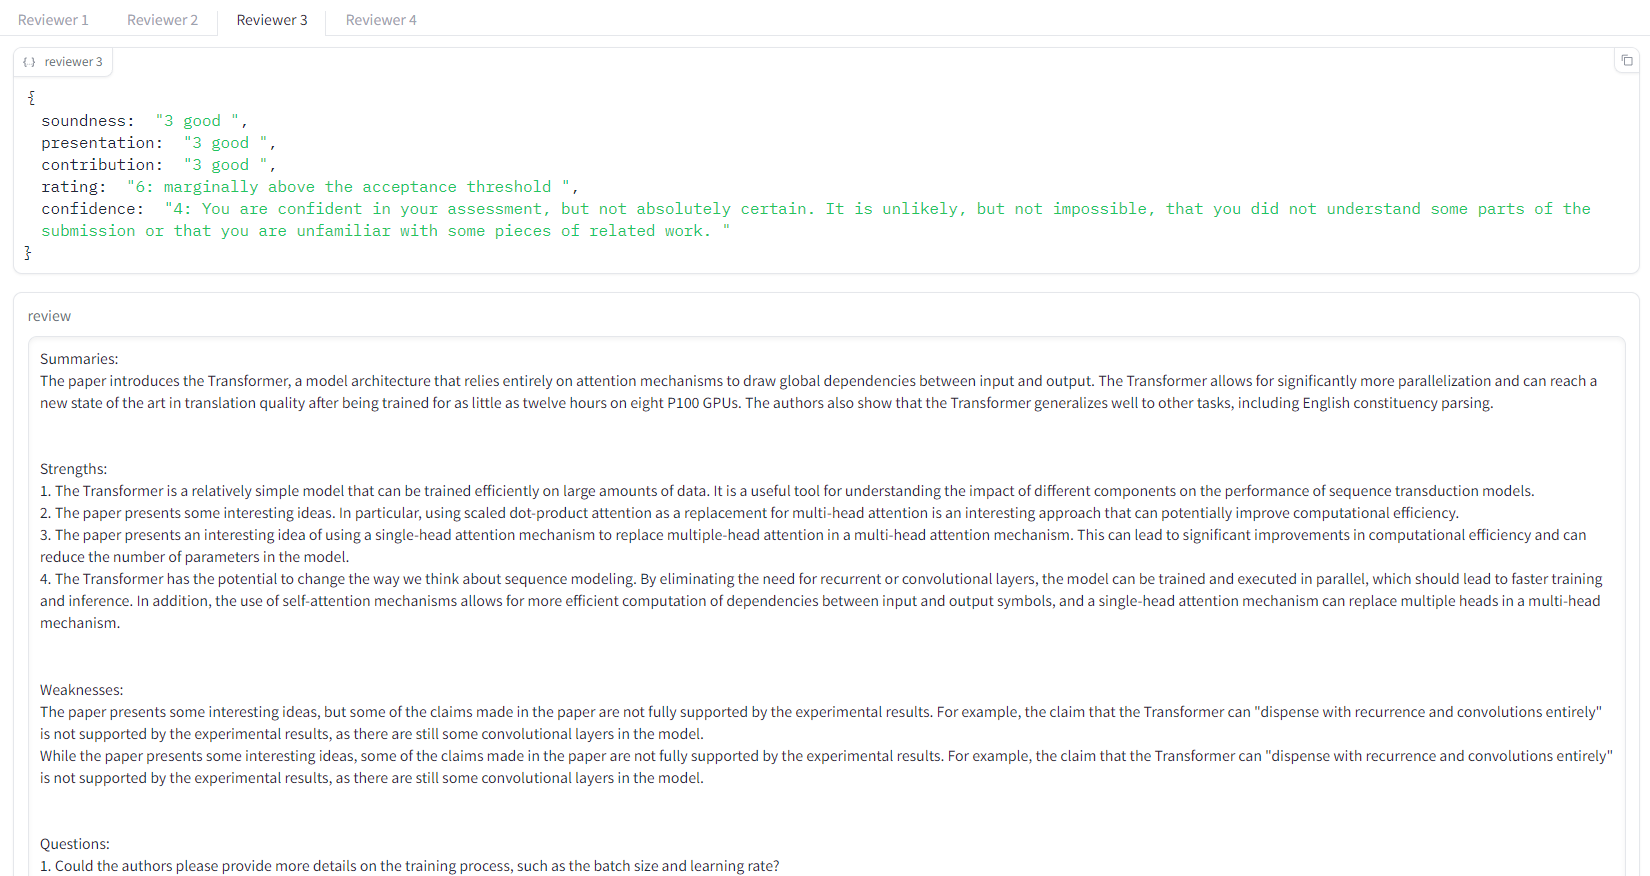 Reviewer 1 Reviewer 2 Reviewer 3 Reviewer 4
{} reviewer 3
{
soundness: "3 good ",
presentation: "3 good ",
contribution: "3 good ",
rating: "6: marginally above the acceptance threshold ",
confidence: "4: You are confident in your assessment, but not absolutely certain. It is unlikely, but not impossible, that you did not understand some parts of the
submission or that you are unfamiliar with some pieces of related work. "
}
review
Summaries:
The paper introduces the Transformer, a model architecture that relies entirely on attention mechanisms to draw global dependencies between input and output. The Transformer allows for significantly more parallelization and can reach a
new state of the art in translation quality after being trained for as little as twelve hours on eight P100 GPUs. The authors also show that the Transformer generalizes well to other tasks, including English constituency parsing.
Strengths:
1. The Transformer is a relatively simple model that can be trained efficiently on large amounts of data. It is a useful tool for understanding the impact of different components on the performance of sequence transduction models.
2. The paper presents some interesting ideas. In particular, using scaled dot-product attention as a replacement for multi-head attention is an interesting approach that can potentially improve computational efficiency.
3. The paper presents an interesting idea of using a single-head attention mechanism to replace multiple-head attention in a multi-head attention mechanism. This can lead to significant improvements in computational efficiency and can
reduce the number of parameters in the model.
4. The Transformer has the potential to change the way we think about sequence modeling. By eliminating the need for recurrent or convolutional layers, the model can be trained and executed in parallel, which should lead to faster training
and inference. In addition, the use of self-attention mechanisms allows for more efficient computation of dependencies between input and output symbols, and a single-head attention mechanism can replace multiple heads in a multi-head
mechanism.
Weaknesses:
The paper presents some interesting ideas, but some of the claims made in the paper are not fully supported by the experimental results. For example, the claim that the Transformer can "dispense with recurrence and convolutions entirely"
is not supported by the experimental results, as there are still some convolutional layers in the model.
While the paper presents some interesting ideas, some of the claims made in the paper are not fully supported by the experimental results. For example, the claim that the Transformer can "dispense with recurrence and convolutions entirely"
is not supported by the experimental results, as there are still some convolutional layers in the model.
Questions:
1. Could the authors please provide more details on the training process, such as the batch size and learning rate?